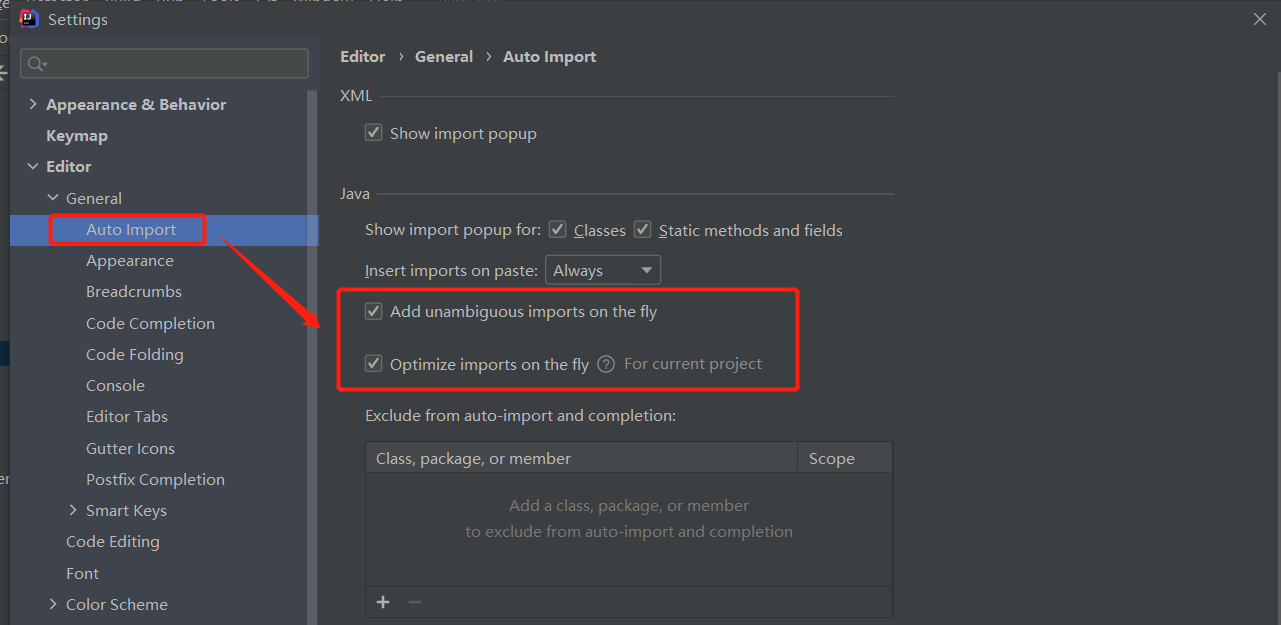 Settings
Appearance & Behavior
Keymap
Editor
General
Auto Import
Appearance
Breadcrumbs
Code Completion
Code Folding
Console
Editor Tabs
Gutter Icons
Postfix Completion
Smart Keys
Code Editing
Font
Color Scheme
Editor › General › Auto Import
XML
Show import popup
Java
Show import popup for: Classes Static methods and fields
Insert imports on paste: Always
Add unambiguous imports on the fly
Optimize imports on the fly ? For current project
Exclude from auto-import and completion:
Class, package, or member Scope
Add a class, package, or member
to exclude from auto-import and completion